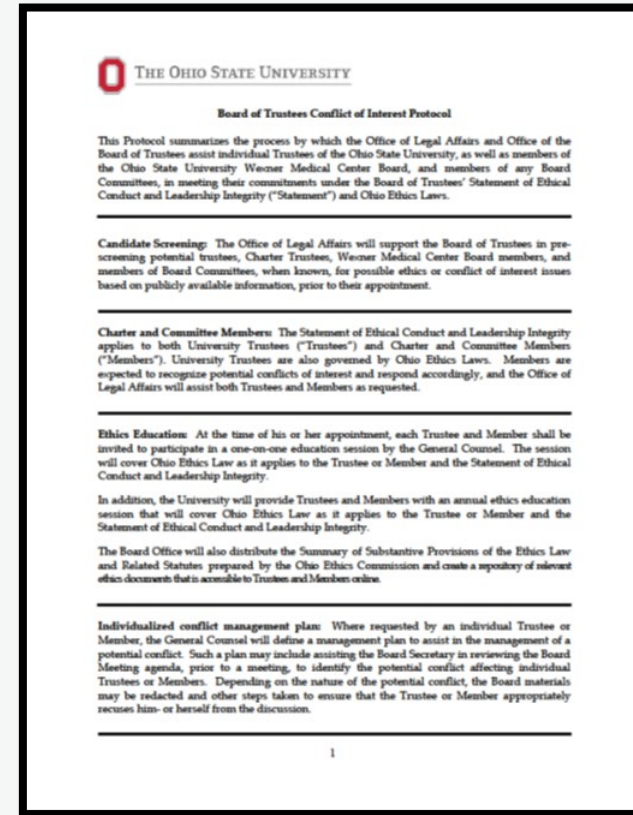 THE OHIO STATE UNIVERSITY
Board of Trustees Conflict of Interest Protocol
This Protocol summarizes the process by which the Office of Legal Affairs and Office of the
Board of Trustees assist individual Trustees of the Ohio State University, as well as members of
the Ohio State University Wexner Medical Center Board, and members of any Board
Committees, in meeting their commitments under the Board of Trustees' Statement of Ethical
Conduct and Leadership Integrity ("Statement") and Ohio Ethics Laws.
Candidate Screening: The Office of Legal Affairs will support the Board of Trustees in pre-
screening potential trustees, Charter Trustees, Wexner Medical Center Board members, and
members of Board Committees, when known, for possible ethics or conflict of interest issues
based on publicly available information, prior to their appointment.
Charter and Committee Members: The Statement of Ethical Conduct and Leadership Integrity
applies to both University Trustees ("Trustees") and Charter and Committee Members
("Members"). University Trustees are also governed by Ohio Ethics Laws. Members are
expected to recognize potential conflicts of interest and respond accordingly, and the Office of
Legal Affairs will assist both Trustees and Members as requested.
Ethics Education: At the time of his or her appointment, each Trustee and Member shall be
invited to participate in a one-on-one education session by the General Counsel. The session
will cover Ohio Ethics Law as it applies to the Trustee or Member and the Statement of Ethical
Conduct and Leadership Integrity.
In addition, the University will provide Trustees and Members with an annual ethics education
session that will cover Ohio Ethics Law as it applies to the Trustee or Member and the
Statement of Ethical Conduct and Leadership Integrity.
The Board Office will also distribute the Summary of Substantive Provisions of the Ethics Law
and Related Statutes prepared by the Ohio Ethics Commission and create a repository of relevant
ethics documents that is accessible to Trustees and Members online.
Individualized conflict management plan: Where requested by an individual Trustee or
Member, the General Counsel will define a management plan to assist in the management of a
potential conflict. Such a plan may include assisting the Board Secretary in reviewing the Board
Meeting agenda, prior to a meeting, to identify the potential conflict affecting individual
Trustees or Members. Depending on the nature of the potential conflict, the Board materials
may be redacted and other steps taken to ensure that the Trustee or Member appropriately
recuses him- or herself from the discussion.
1